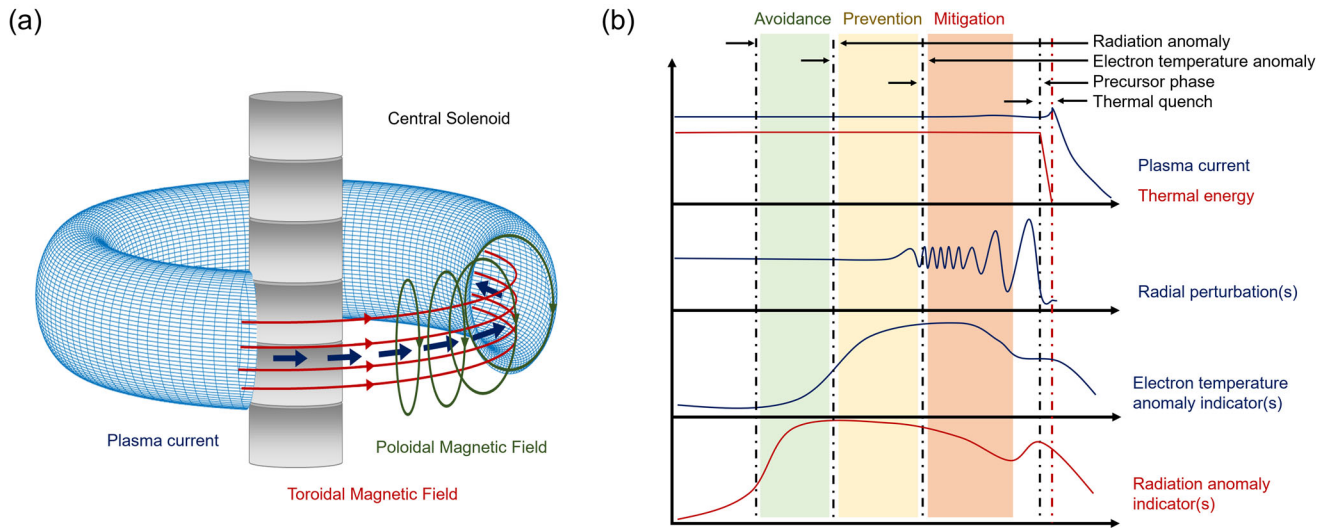 (a)
Central Solenoid
Plasma current
Poloidal Magnetic Field
Toroidal Magnetic Field
(b)
Avoidance Prevention Mitigation
Radiation anomaly
Electron temperature anomaly
Precursor phase
Thermal quench
Plasma current
Thermal energy
Radial perturbation(s)
Electron temperature
anomaly indicator(s)
Radiation anomaly
indicator(s)